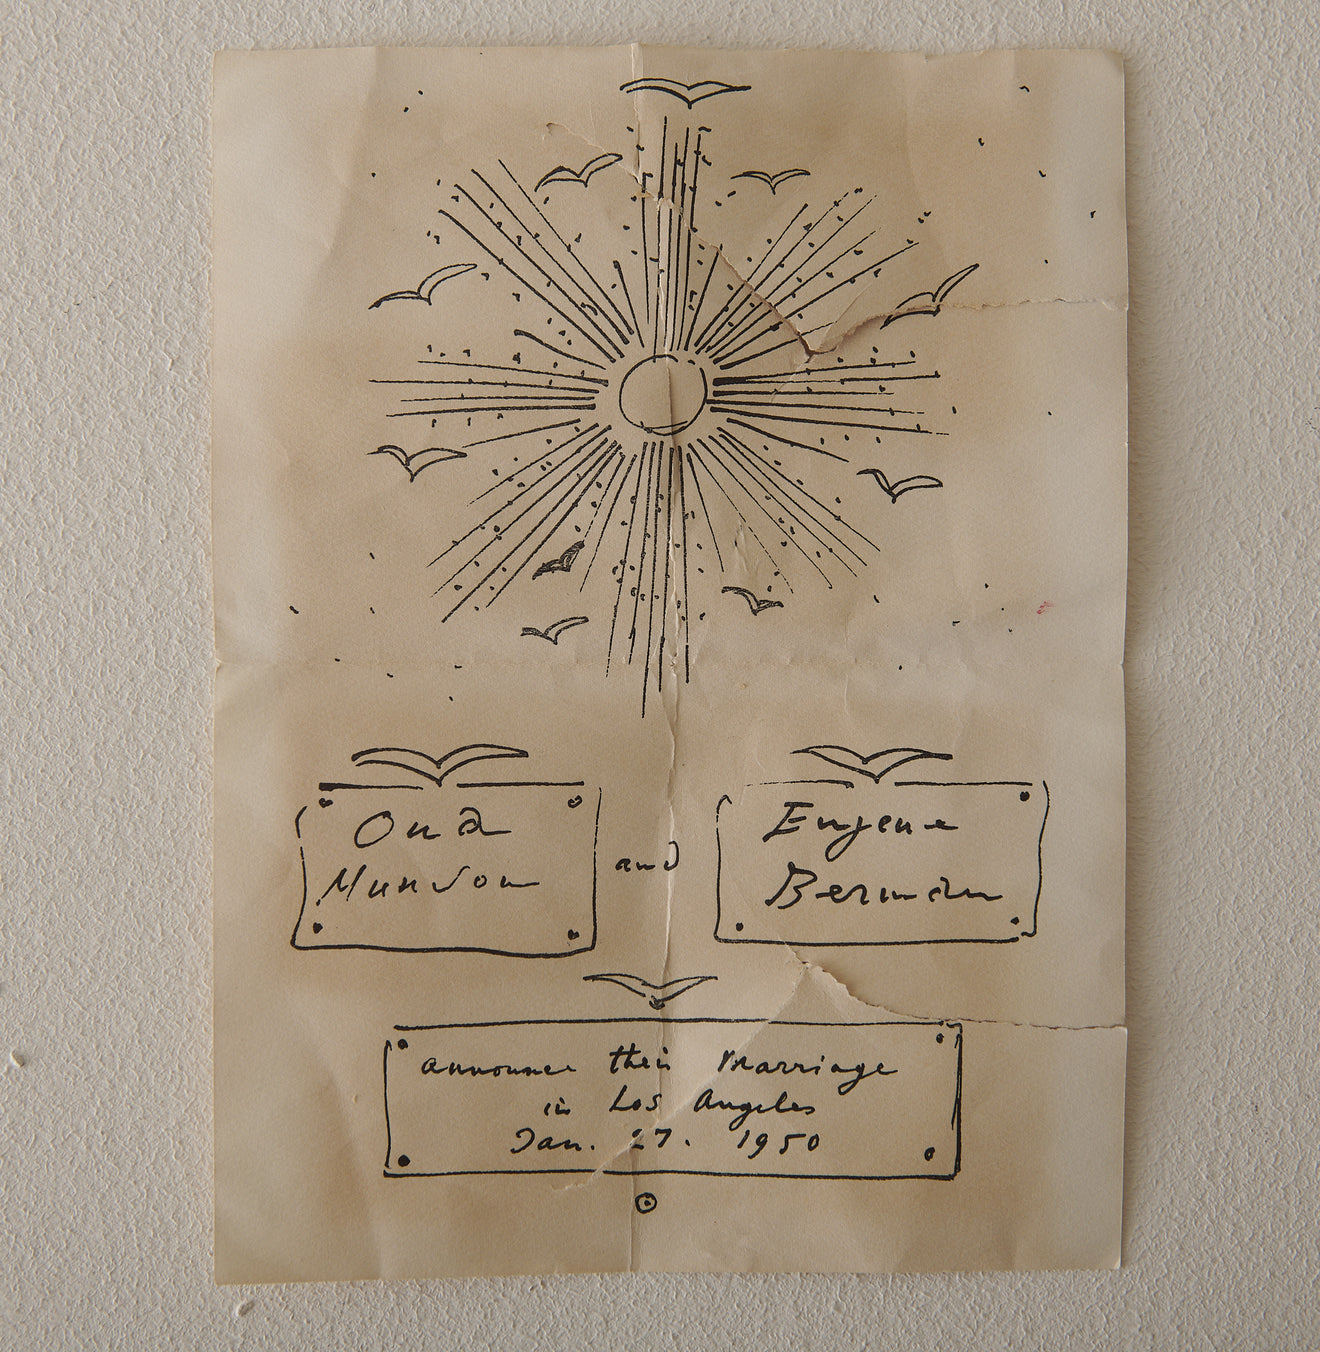 Ona
Munson
and
Eugene
Berman
announce their Marriage
in Los Angeles
Jan. 27. 1950